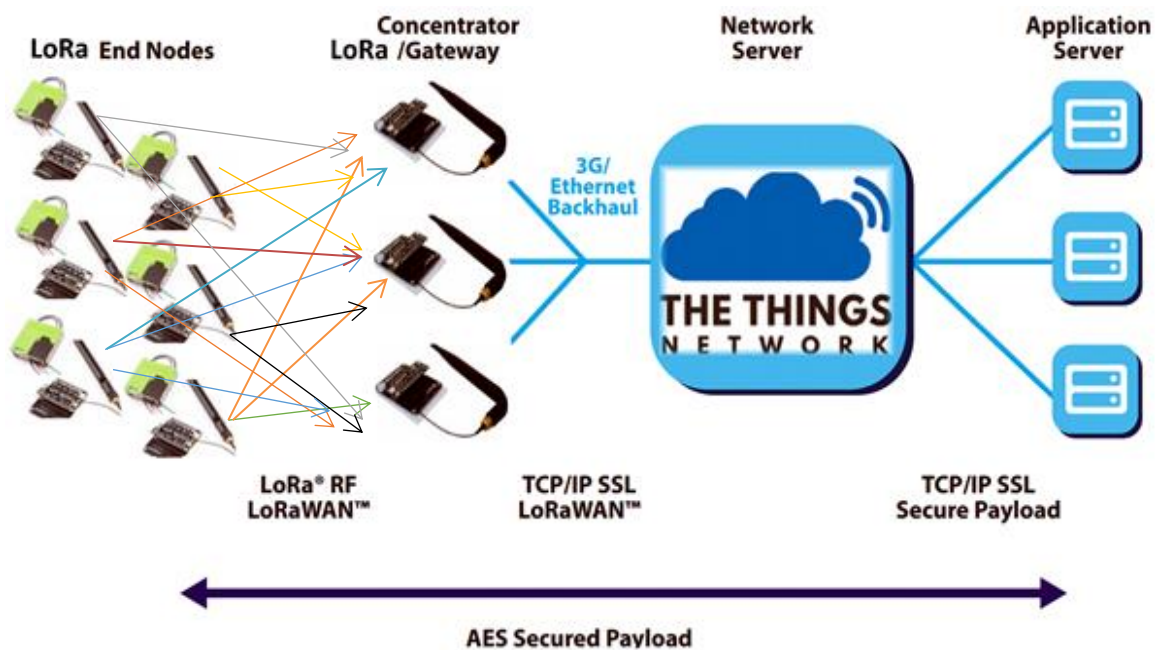 LoRa End Nodes
Concentrator
LoRa /Gateway
Network
Server
Application
Server
3G/
Ethernet
Backhaul
THE THINGS
NETWORK
LoRa® RF
LoRaWAN™
TCP/IP SSL
LoRaWAN™
TCP/IP SSL
Secure Payload
AES Secured Payload